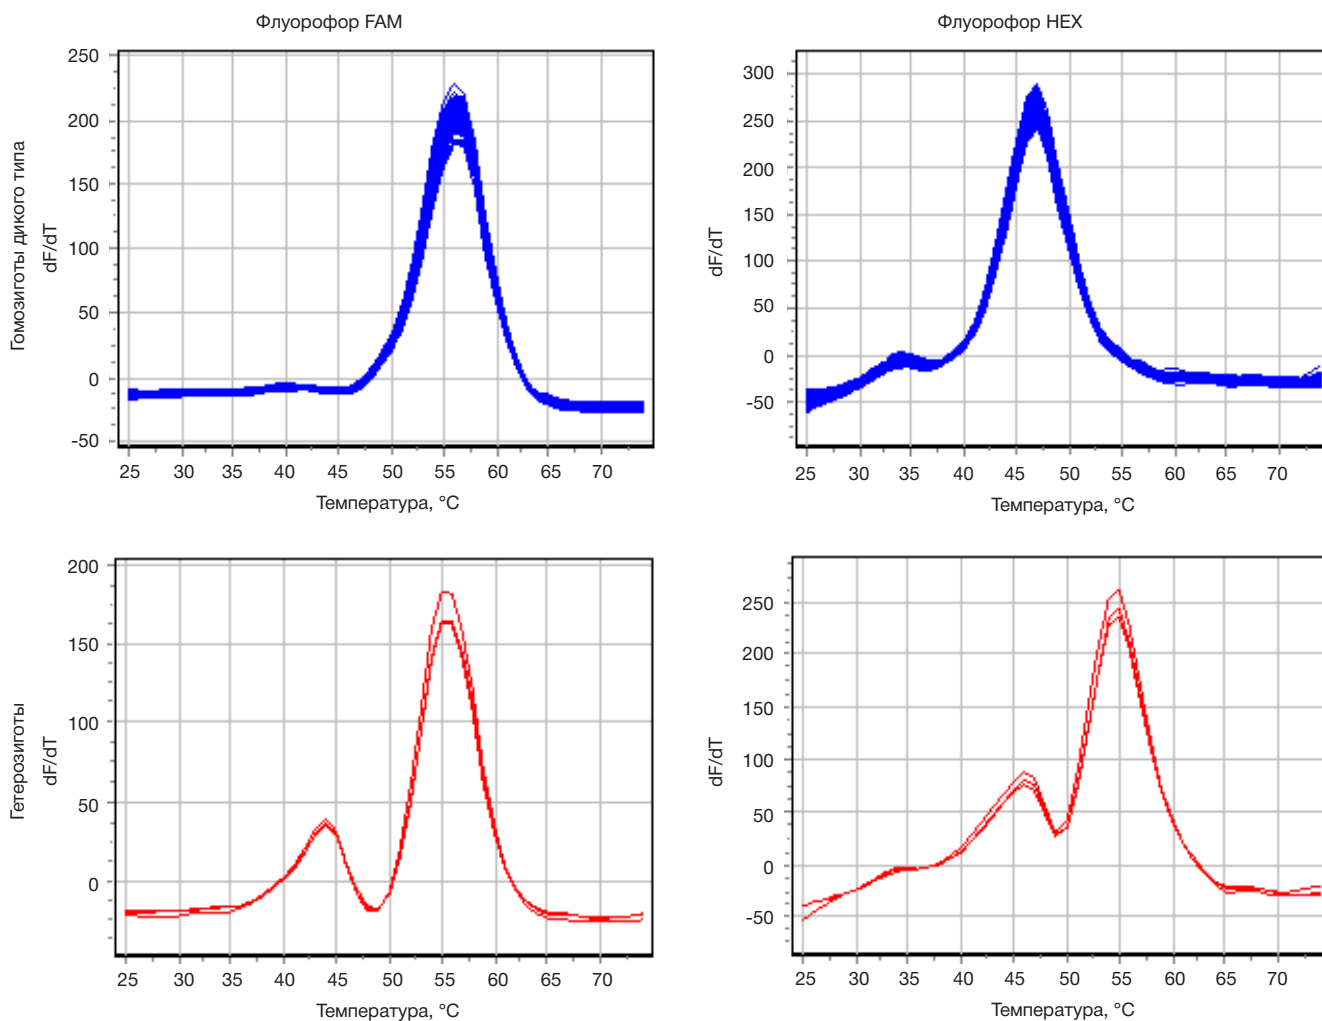 Флуорофор FAM
Флуорофор HEX
Гомозиготы дикого типа
dF/dT
250
200
150
100
50
0
-50
25 30 35 40 45 50 55 60 65 70
Температура, °C
dF/dT
300
250
200
150
100
50
0
-50
25 30 35 40 45 50 55 60 65 70
Температура, °C
Гетерозиготы
dF/dT
200
150
100
50
0
25 30 35 40 45 50 55 60 65 70
Температура, °C
dF/dT
250
200
150
100
50
0
-50
25 30 35 40 45 50 55 60 65 70
Температура, °C